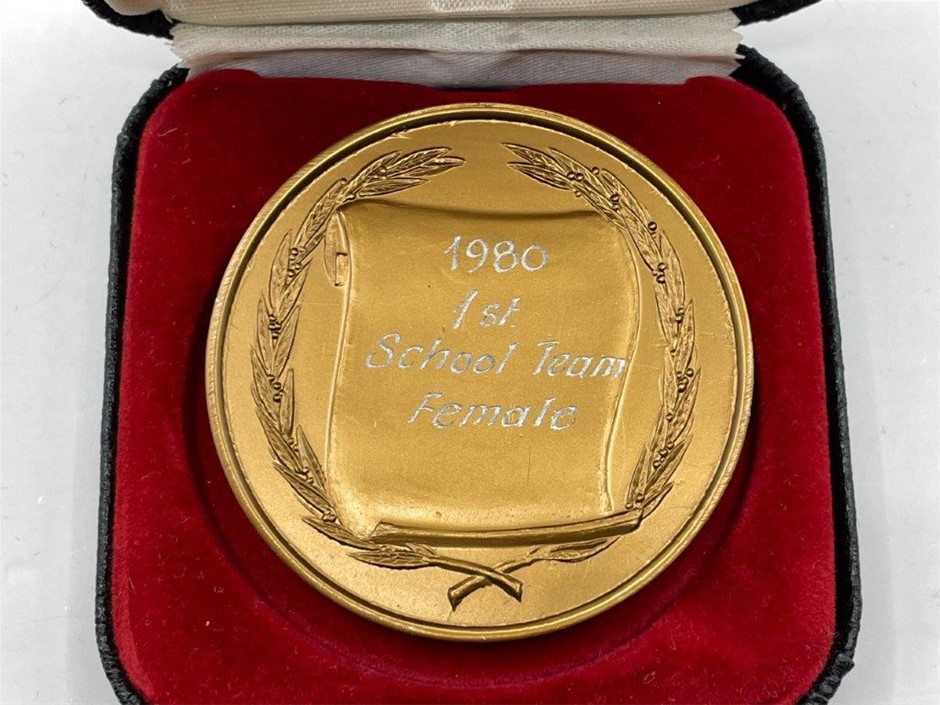 1980
1st.
School Team
Female